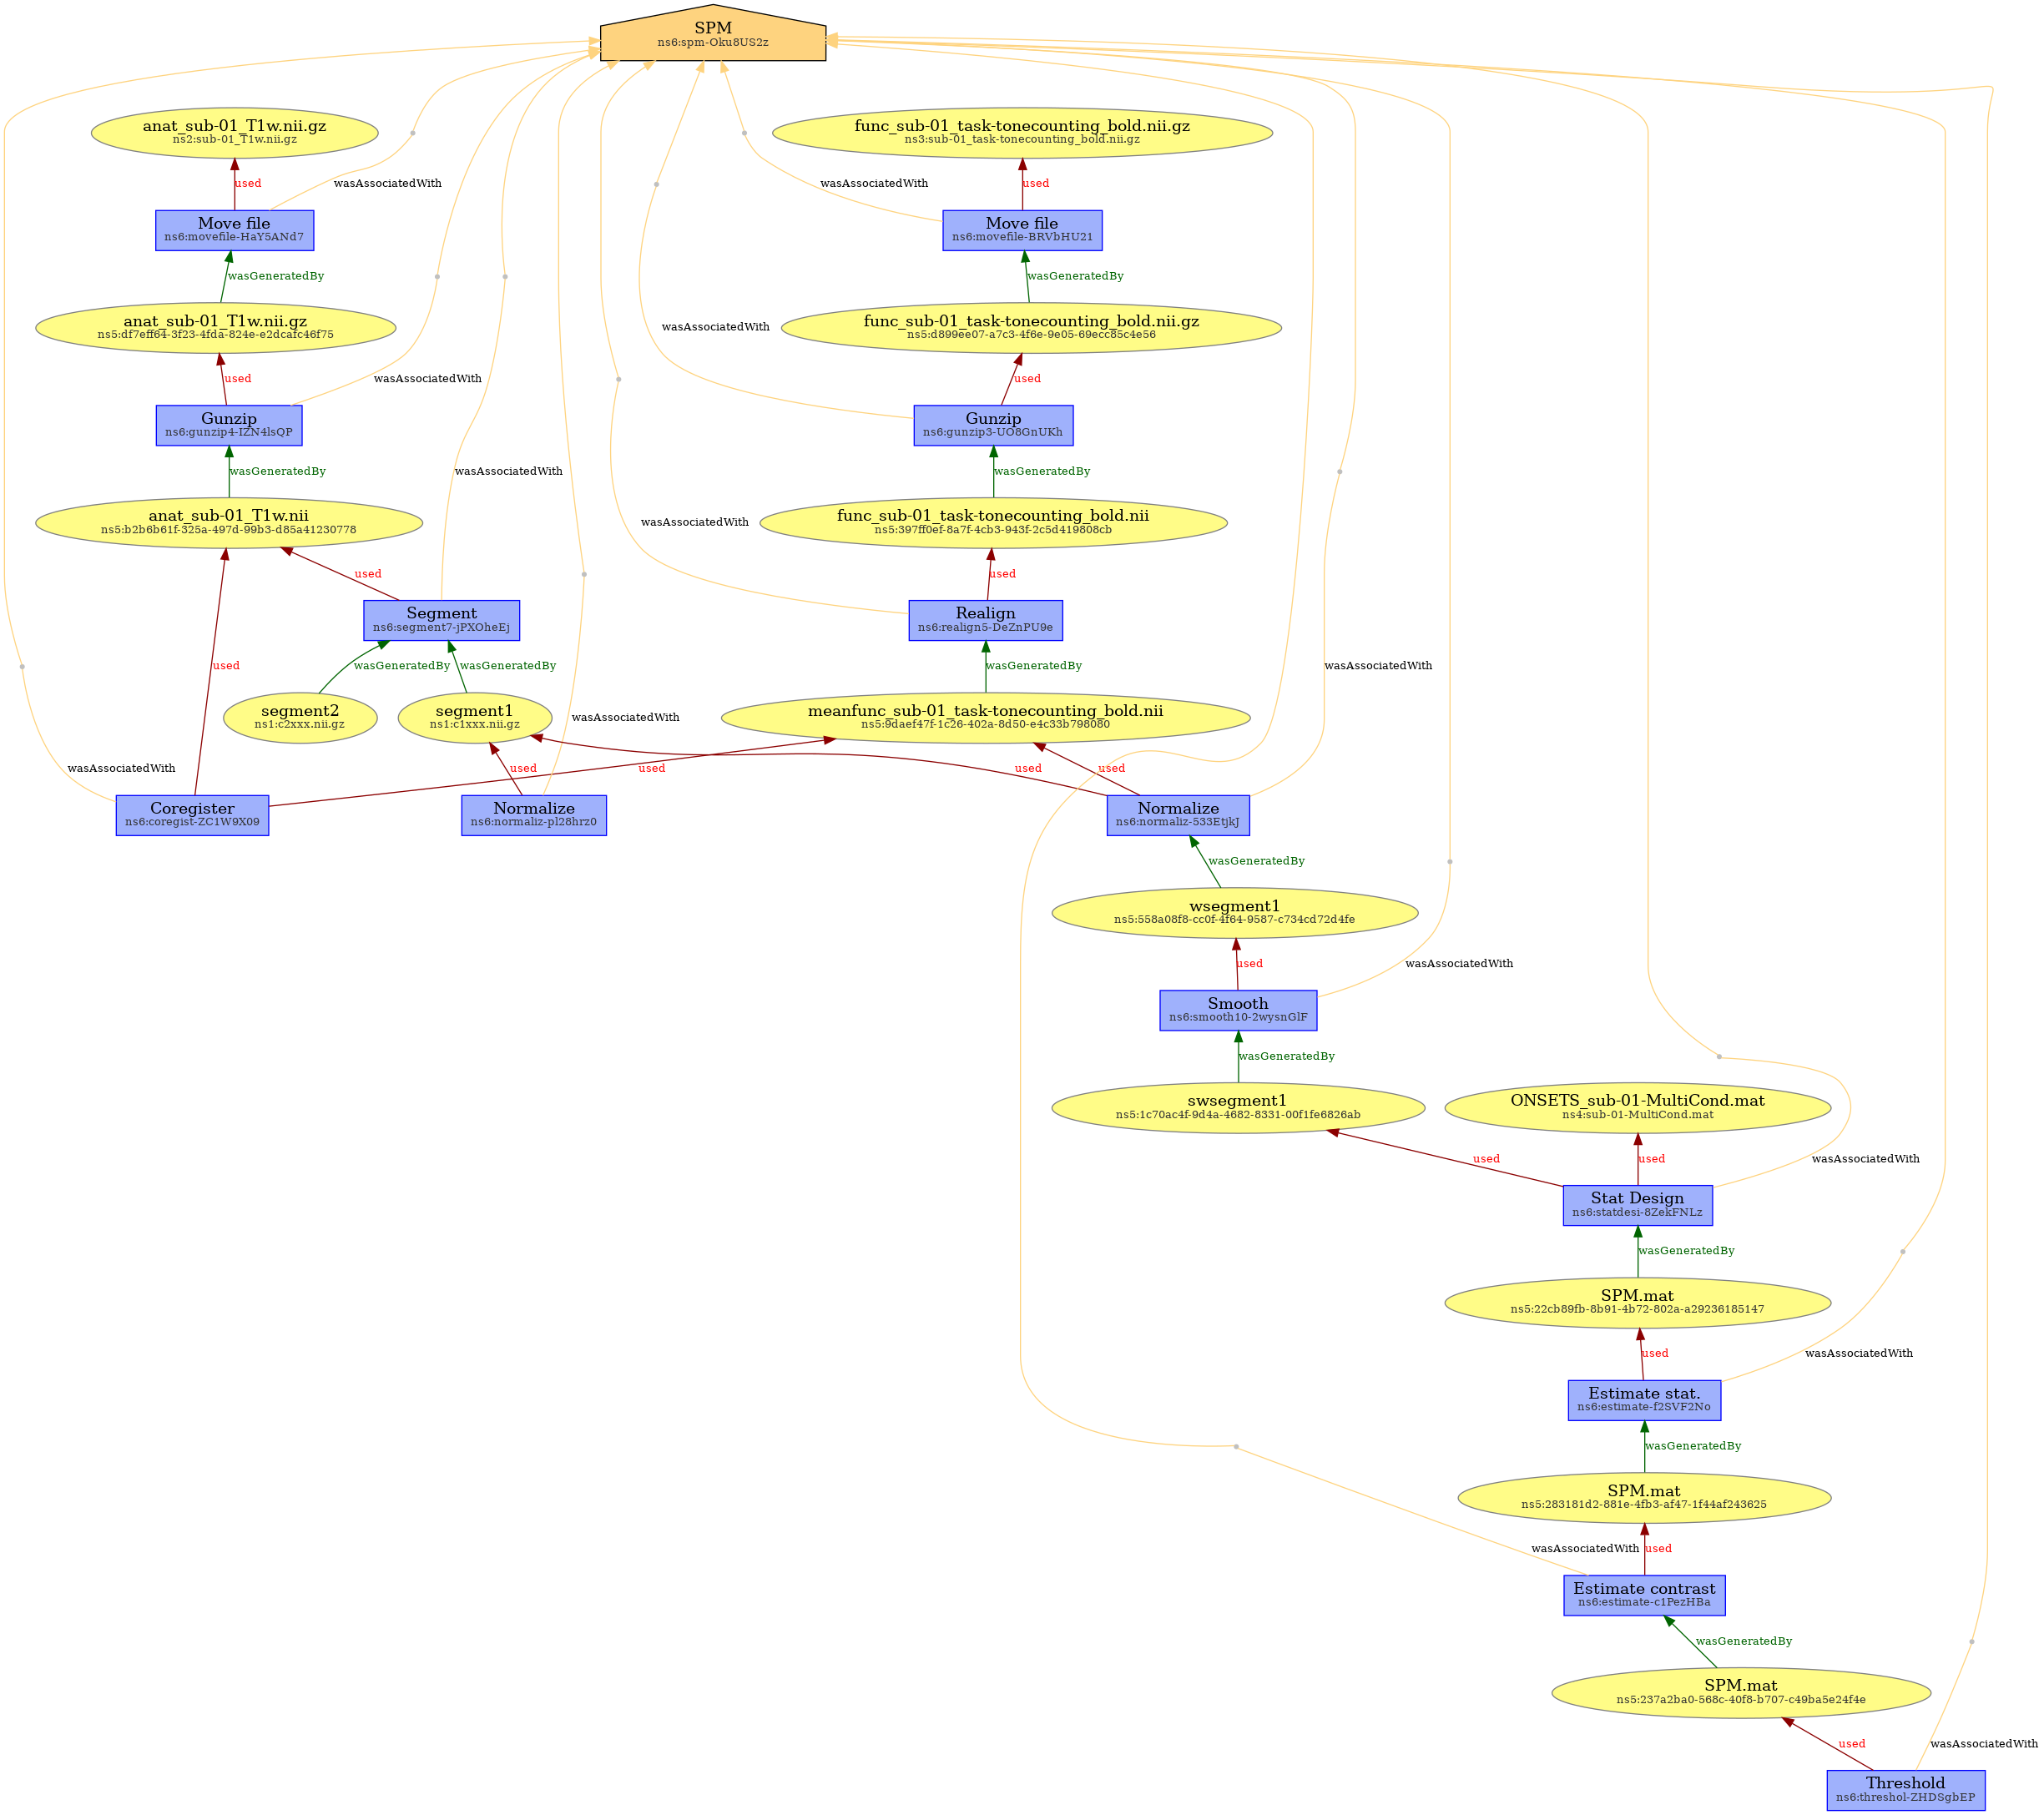 SPM
ns6:spm-Oku8US2z
anat_sub-01_T1w.nii.gz
ns2:sub-01_T1w.nii.gz
func_sub-01_task-tonecounting_bold.nii.gz
ns3:sub-01_task-tonecounting_bold.nii.gz
used
wasAssociatedWith
wasAssociatedWith
used
Move file
ns6:movefile-HaY5ANd7
Move file
ns6:movefile-BRVbHU21
wasGeneratedBy
wasGeneratedBy
anat_sub-01_T1w.nii.gz
ns5:df7eff64-3f23-4fda-824e-e2dcafc46f75
wasAssociatedWith
func_sub-01_task-tonecounting_bold.nii.gz
ns5:d899ee07-a7c3-4f6e-9e05-69ecc85c4e56
used
wasAssociatedWith
used
Gunzip
ns6:gunzip4-IZN4lsQP
Gunzip
ns6:gunzip3-UO8GnUKh
wasGeneratedBy
wasAssociatedWith
wasGeneratedBy
anat_sub-01_T1w.nii
ns5:b2b6b61f-325a-497d-99b3-d85a41230778
wasAssociatedWith
func_sub-01_task-tonecounting_bold.nii
ns5:397ff0ef-8a7f-4cb3-943f-2c5d419808cb
used
used
Segment
ns6:segment7-jPXOheEj
Realign
ns6:realign5-DeZnPU9e
used
wasGeneratedBy
wasGeneratedBy
wasGeneratedBy
wasAssociatedWith
segment2
ns1:c2xxx.nii.gz
segment1
ns1:c1xxx.nii.gz
wasAssociatedWith
meanfunc_sub-01_task-tonecounting_bold.nii
ns5:9daef47f-1c26-402a-8d50-e4c33b798080
wasAssociatedWith
used
used
used
used
Coregister
ns6:coregist-ZC1W9X09
Normalize
ns6:normaliz-pl28hrz0
Normalize
ns6:normaliz-533EtjkJ
wasGeneratedBy
wsegment1
ns5:558a08f8-cc0f-4f64-9587-c734cd72d4fe
used
wasAssociatedWith
Smooth
ns6:smooth10-2wysnGlF
wasGeneratedBy
swsegment1
ns5:1c70ac4f-9d4a-4682-8331-00f1fe6826ab
ONSETS_sub-01-MultiCond.mat
ns4:sub-01-MultiCond.mat
used
used
wasAssociatedWith
Stat Design
ns6:statdesi-8ZekFNLz
wasGeneratedBy
SPM.mat
ns5:22cb89fb-8b91-4b72-802a-a29236185147
used
wasAssociatedWith
Estimate stat.
ns6:estimate-f2SVF2No
wasGeneratedBy
SPM.mat
ns5:283181d2-881e-4fb3-af47-1f44af243625
wasAssociatedWith
used
Estimate contrast
ns6:estimate-c1PezHBa
wasGeneratedBy
SPM.mat
ns5:237a2ba0-568c-40f8-b707-c49ba5e24f4e
used
wasAssociatedWith
Threshold
ns6:threshol-ZHDSgbEP